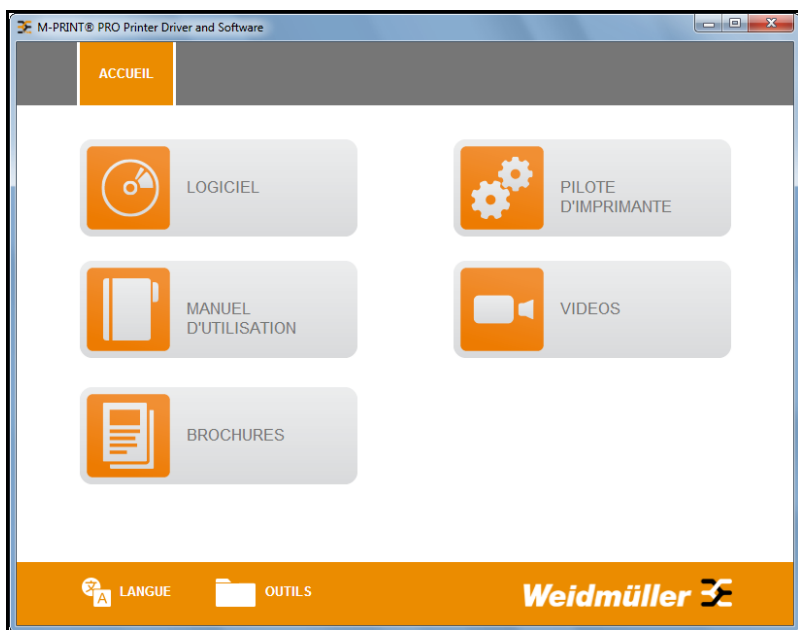 M-PRINT® PRO Printer Driver and Software
ACCUEIL
LOGICIEL
PILOTE
D'IMPRIMANTE
MANUEL
D'UTILISATION
VIDEOS
BROCHURES
LANGUE
OUTILS
Weidmüller